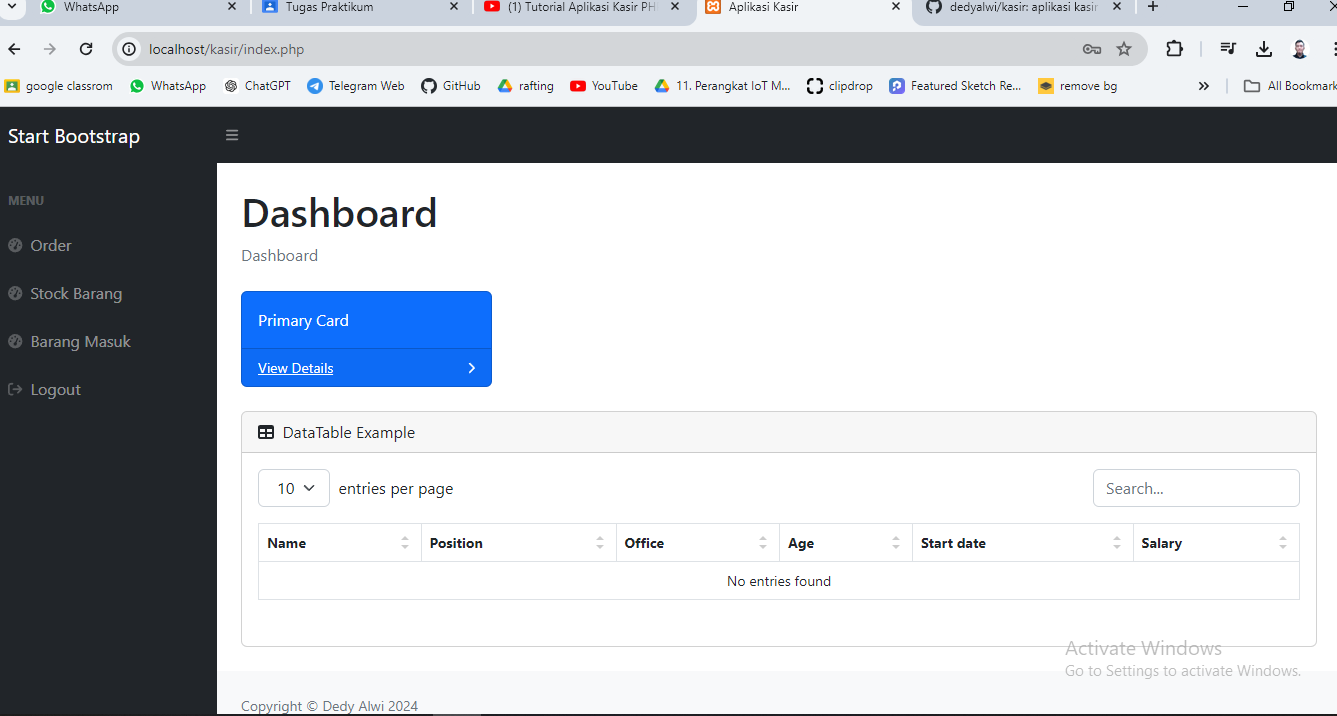 WhatsApp
Tugas Praktikum
(1) Tutorial Aplikasi Kasir PH
Aplikasi Kasir
dedyalwi/kasir: aplikasi kasir
localhost/kasir/index.php
google classrom
WhatsApp
ChatGPT
Telegram Web
GitHub
rafting
YouTube
11. Perangkat IoT M...
clipdrop
Featured Sketch Re...
remove bg
All Bookmark
Start Bootstrap
MENU
Order
Stock Barang
Barang Masuk
Logout
Dashboard
Dashboard
Primary Card
View Details
DataTable Example
10 entries per page
Search...
Name Position Office Age Start date Salary
No entries found
Activate Windows
Go to Settings to activate Windows.
Copyright © Dedy Alwi 2024